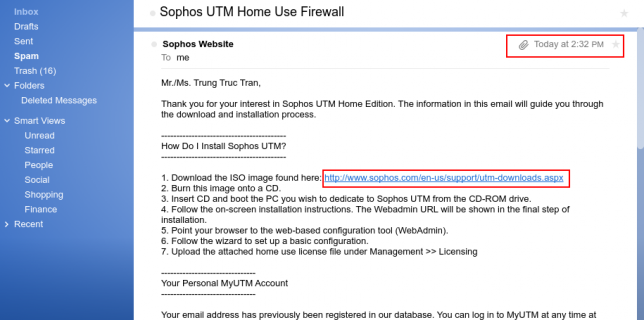 Inbox
Drafts
Sent
Spam
Trash (16)
Folders
Deleted Messages
Smart Views
Unread
Starred
People
Social
Shopping
Finance
Recent
Sophos UTM Home Use Firewall
Sophos Website
Today at 2:32 PM
To me
Mr./Ms. Trung Truc Tran,
Thank you for your interest in Sophos UTM Home Edition. The information in this email will guide you through
the download and installation process.
----------------------------------------
How Do I Install Sophos UTM?
----------------------------------------
1. Download the ISO image found here: http://www.sophos.com/en-us/support/utm-downloads.aspx
2. Burn this image onto a CD.
3. Insert CD and boot the PC you wish to dedicate to Sophos UTM from the CD-ROM drive.
4. Follow the on-screen installation instructions. The Webadmin URL will be shown in the final step of
installation.
5. Point your browser to the web-based configuration tool (WebAdmin).
6. Follow the wizard to set up a basic configuration.
7. Upload the attached home use license file under Management >> Licensing
------------------------------
Your Personal MyUTM Account
------------------------------
Your email address has previously been registered in our database. You can log in to MyUTM at any time at